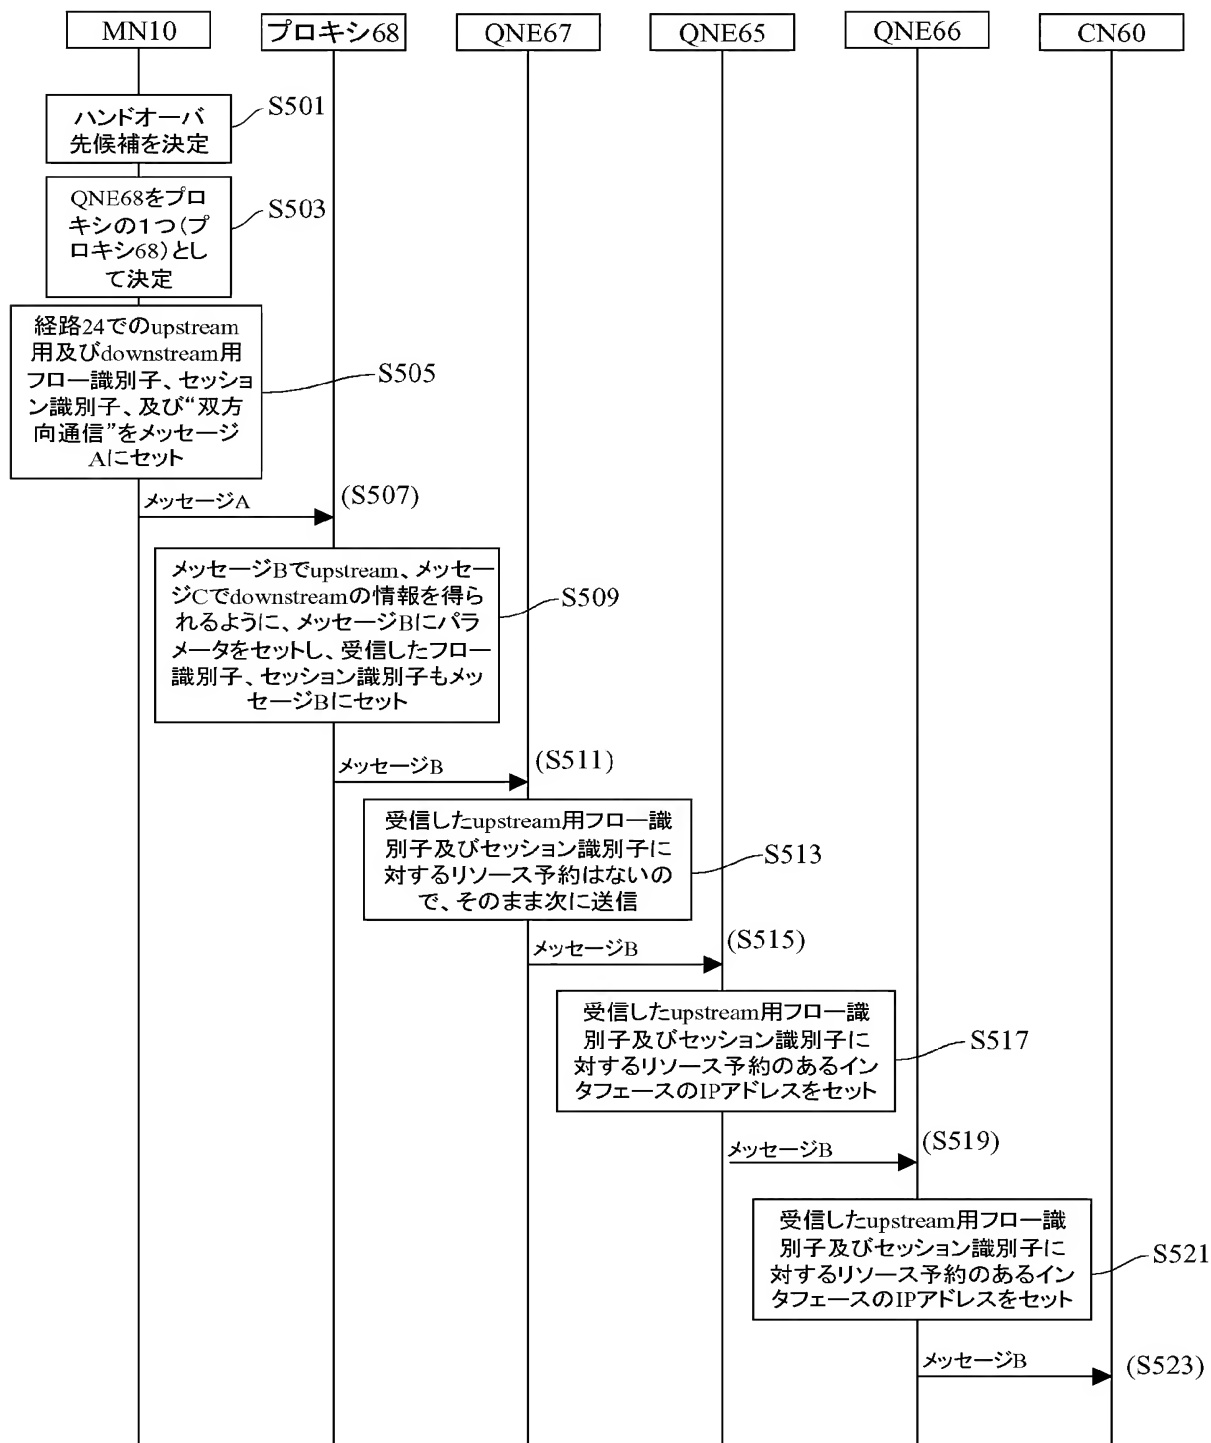 MN10
プロキシ68
QNE67
QNE65
QNE66
CN60
ハンドオーバ
先候補を決定
S501
QNE68をプロ
キシの1つ(プ
ロキシ68)とし
て決定
S503
経路24でのupstream
用及びdownstream用
フロー識別子、セッショ
ン識別子、及び“双方
向通信”をメッセージ
Aにセット
S505
メッセージA
(S507)
メッセージBでupstream、メッセー
ジCでdownstreamの情報を得ら
れるように、メッセージBにパラ
メータをセットし、受信したフロー
識別子、セッション識別子もメッ
セージBにセット
S509
メッセージB
(S511)
受信したupstream用フロー識
別子及びセッション識別子に
対するリソース予約はないの
で、そのまま次に送信
S513
メッセージB
(S515)
受信したupstream用フロー識
別子及びセッション識別子に
対するリソース予約のあるイン
タフェースのIPアドレスをセット
S517
メッセージB
(S519)
受信したupstream用フロー識
別子及びセッション識別子に
対するリソース予約のあるイン
タフェースのIPアドレスをセット
S521
メッセージB
(S523)